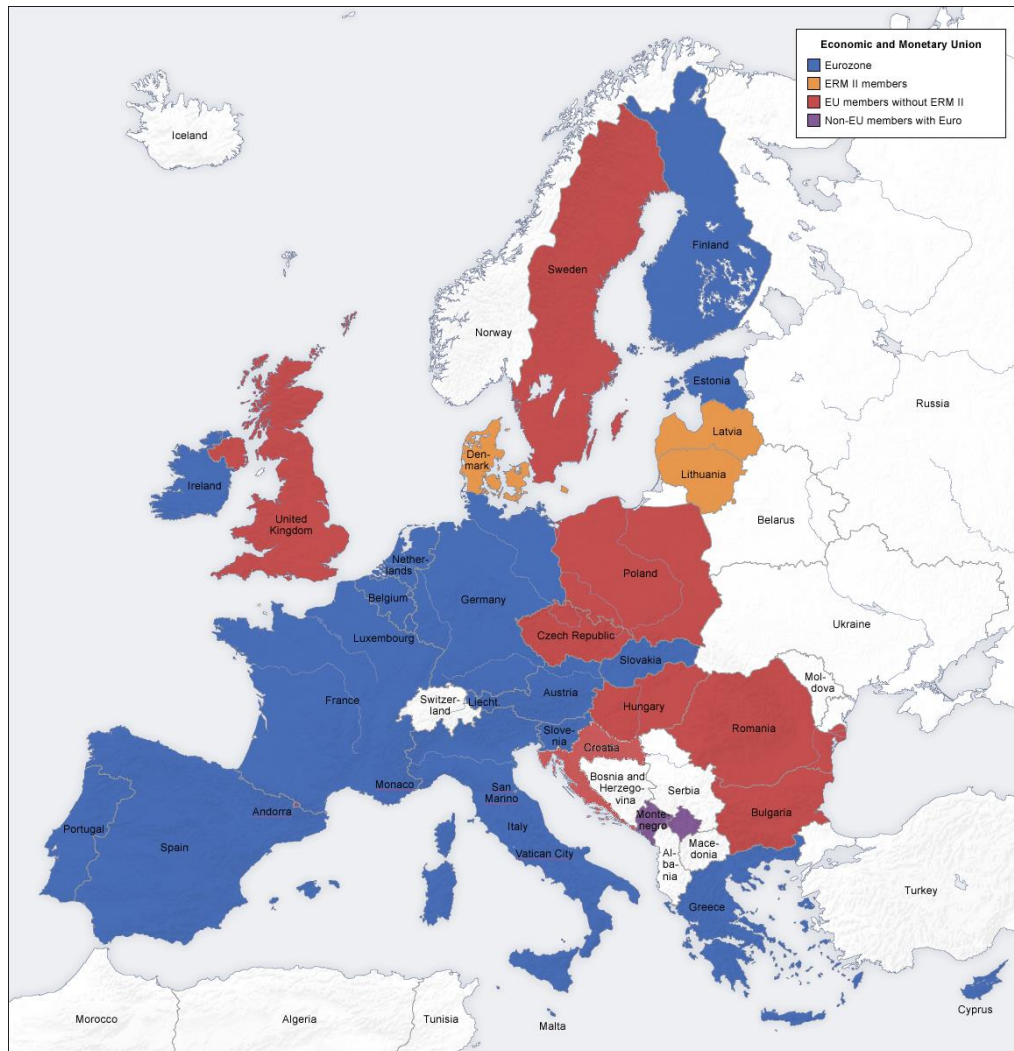 Economic and Monetary Union
Eurozone
ERM II members
EU members without ERM II
Non-EU members with Euro
Iceland
Finland
Sweden
Norway
Estonia
Russia
Latvia
Den-
mark
Lithuania
Ireland
United
Kingdom
Belarus
Nether-
lands
Belgium
Germany
Poland
Luxembourg
Czech Republic
Ukraine
Slovakia
Mol-
dova
France
Switzer-
land
Liecht.
Austria
Hungary
Romania
Slove-
nia
Croatia
Bosnia and
Herzego-
vina
Serbia
Monaco
San
Marino
Andorra
Monte-
negro
Bulgaria
Portugal
Spain
Italy
Vatican City
Mace-
donia
Al-
ba-
nia
Turkey
Greece
Cyprus
Morocco
Algeria
Tunisia
Malta